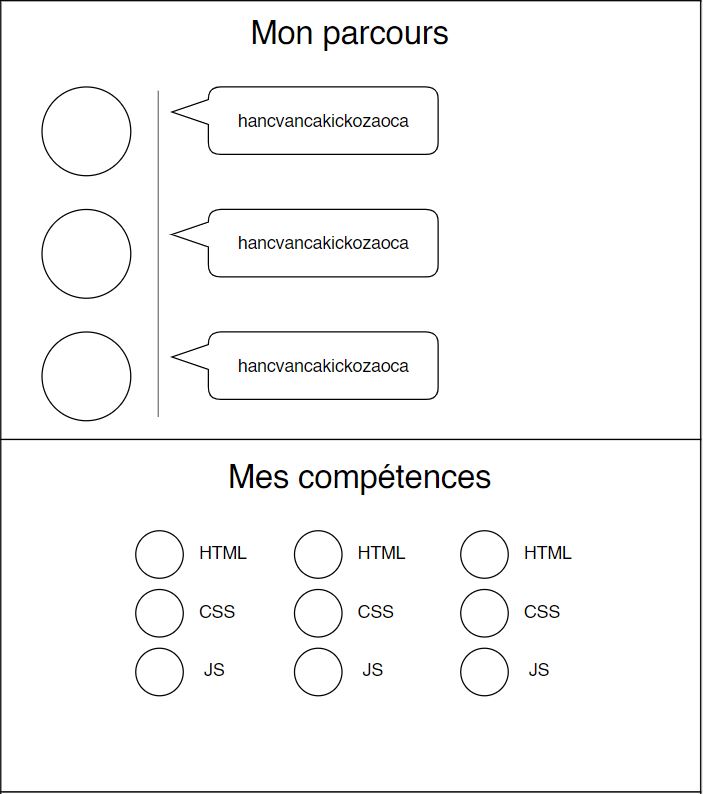 Mon parcours
hancvancakickozaoca
hancvancakickozaoca
hancvancakickozaoca
Mes compétences
HTML HTML HTML
CSS CSS CSS
JS JS JS